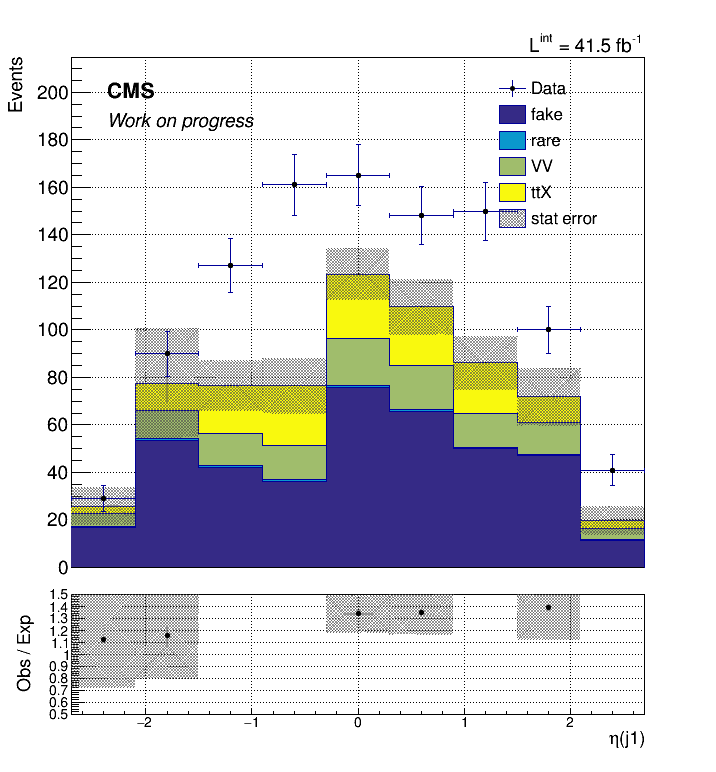 L^int = 41.5 fb^-1
Events
CMS
Work on progress
Data
fake
rare
VV
ttX
stat error
200
180
160
140
120
100
80
60
40
20
0
Obs / Exp
1.5
1.4
1.3
1.2
1.1
1
0.9
0.8
0.7
0.6
0.5
−2 −1 0 1 2
η(j1)